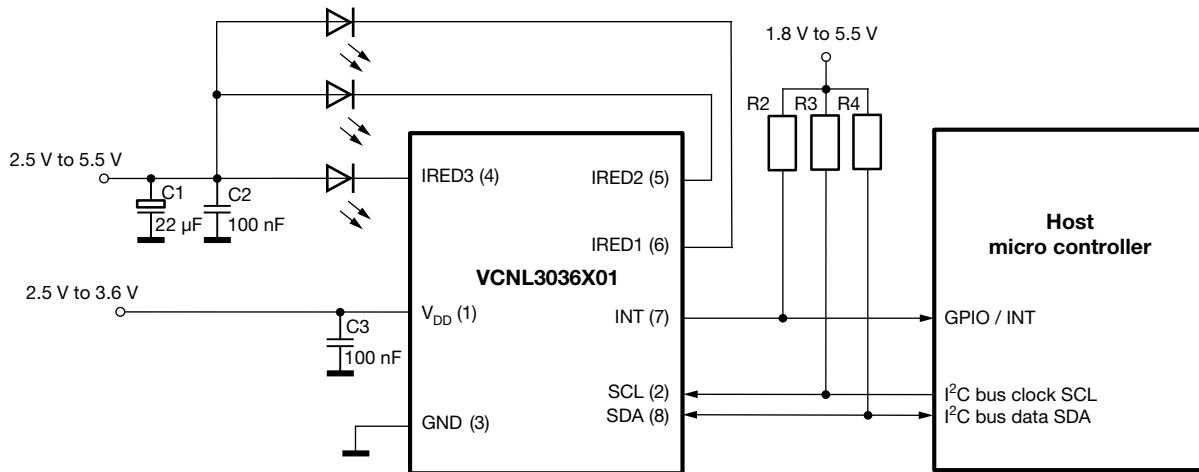 1.8 V to 5.5 V
R2
R3
R4
2.5 V to 5.5 V
C1
22 µF
C2
100 nF
IRED3 (4)
IRED2 (5)
IRED1 (6)
VCNL3036X01
Host
micro controller
2.5 V to 3.6 V
C3
100 nF
V_DD (1)
INT (7)
GPIO / INT
SCL (2)
I²C bus clock SCL
GND (3)
SDA (8)
I²C bus data SDA